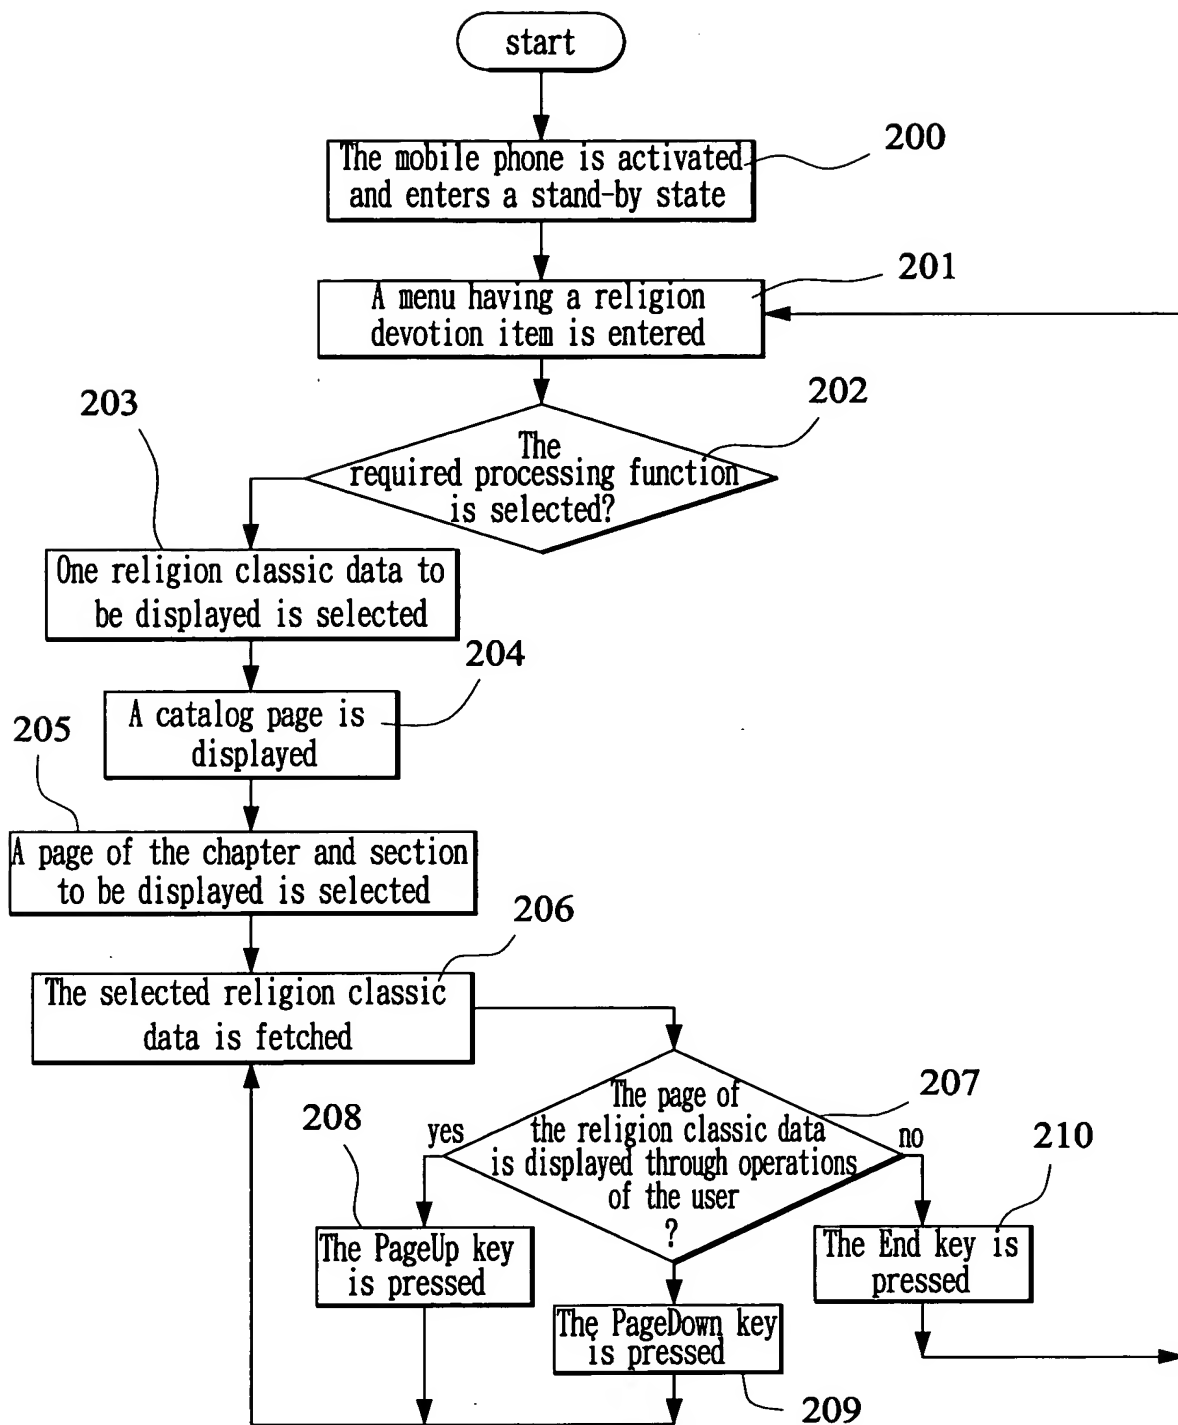 start
The mobile phone is activated
and enters a stand-by state
200
A menu having a religion
devotion item is entered
201
The
required processing function
is selected?
202
203
One religion classic data to
be displayed is selected
204
A catalog page is
displayed
205
A page of the chapter and section
to be displayed is selected
206
The selected religion classic
data is fetched
207
The page of
the religion classic data
is displayed through operations
of the user
?
yes
no
208
The PageUp key
is pressed
210
The End key is
pressed
The PageDown key
is pressed
209